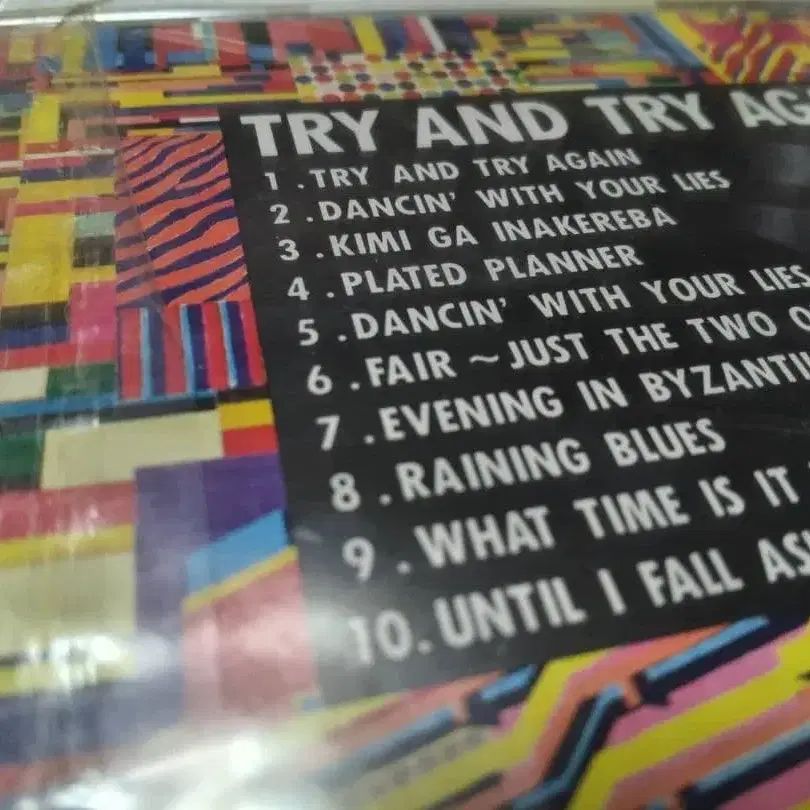 TRY AND TRY AG
1 . TRY AND TRY AGAIN
2 . DANCIN' WITH YOUR LIES
3 . KIMI GA INAKEREBA
4 . PLATED PLANNER
5 . DANCIN' WITH YOUR LIES
6 . FAIR ~ JUST THE TWO O
7 . EVENING IN BYZANTI
8 . RAINING BLUES
9 . WHAT TIME IS IT
10. UNTIL I FALL AS